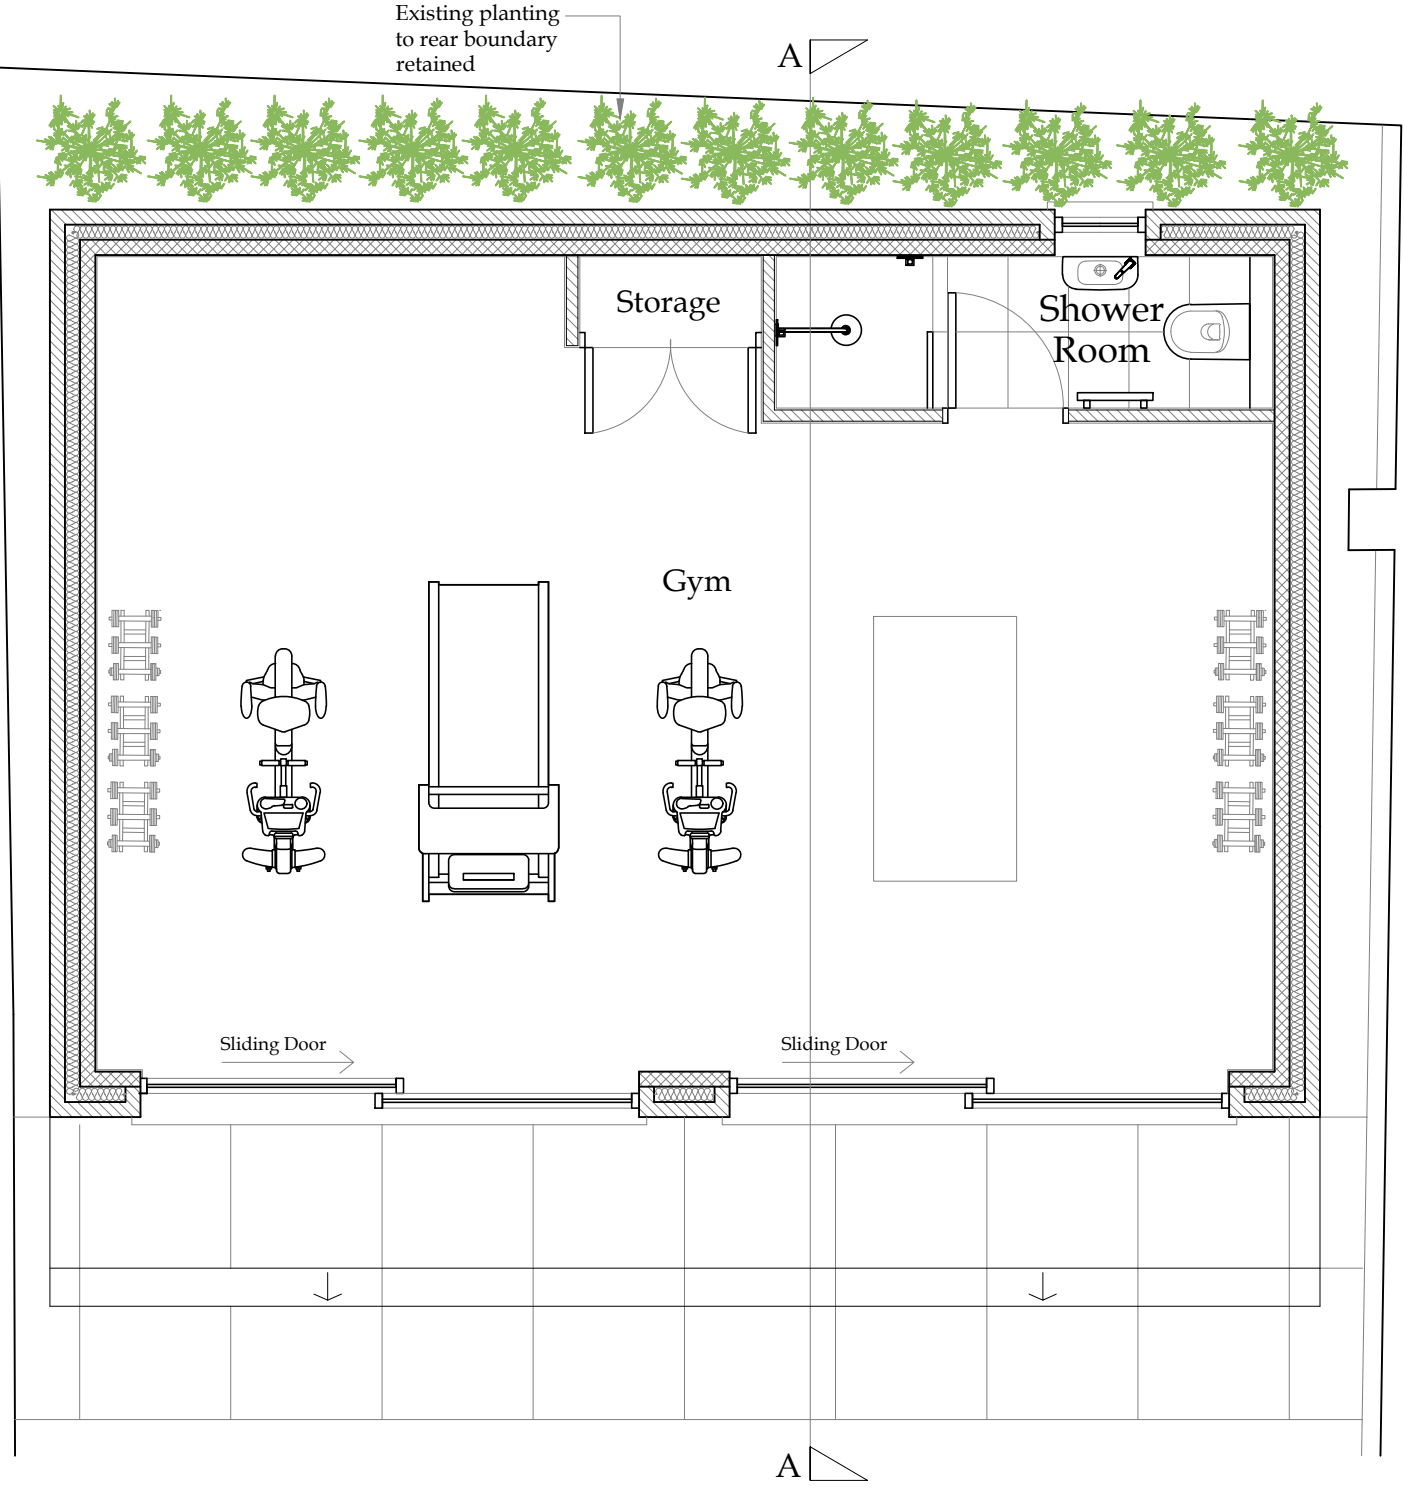 Existing planting
to rear boundary
retained
A
Storage
Shower
Room
Gym
Sliding Door
Sliding Door
A